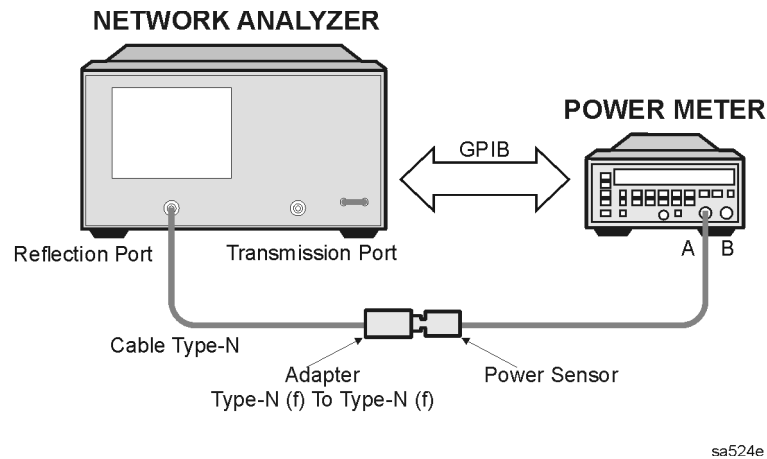 NETWORK ANALYZER
POWER METER
GPIB
Reflection Port
Transmission Port
A
B
Cable Type-N
Adapter
Type-N (f) To Type-N (f)
Power Sensor
sa524e